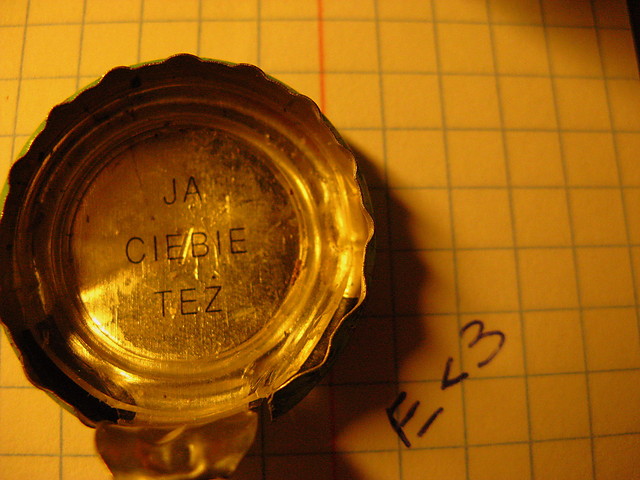 JA
CIEBIE
TEŻ
F. <3